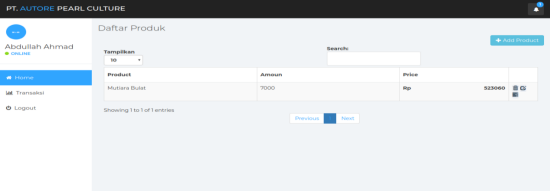 PT. AUTORE PEARL CULTURE
Abdullah Ahmad
ONLINE
Home
Transaksi
Logout
Daftar Produk
+ Add Product
Tampilkan
10
Search:
Product Amoun Price
Mutiara Bulat 7000 Rp 523060
Showing 1 to 1 of 1 entries
Previous 1 Next